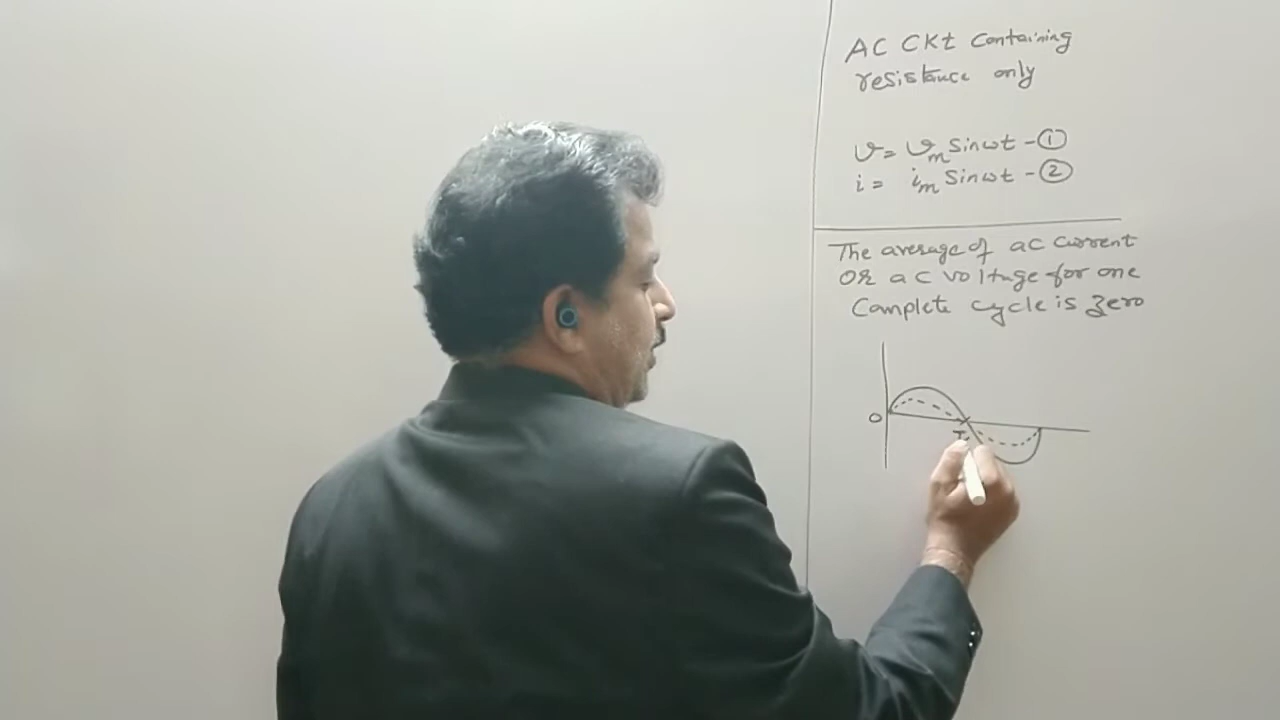 AC CKt Containing
resistance only
v = vm Sinωt - ①
i = im Sinωt - ②
The average of ac current
OR ac voltage for one
Complete cycle is zero
O